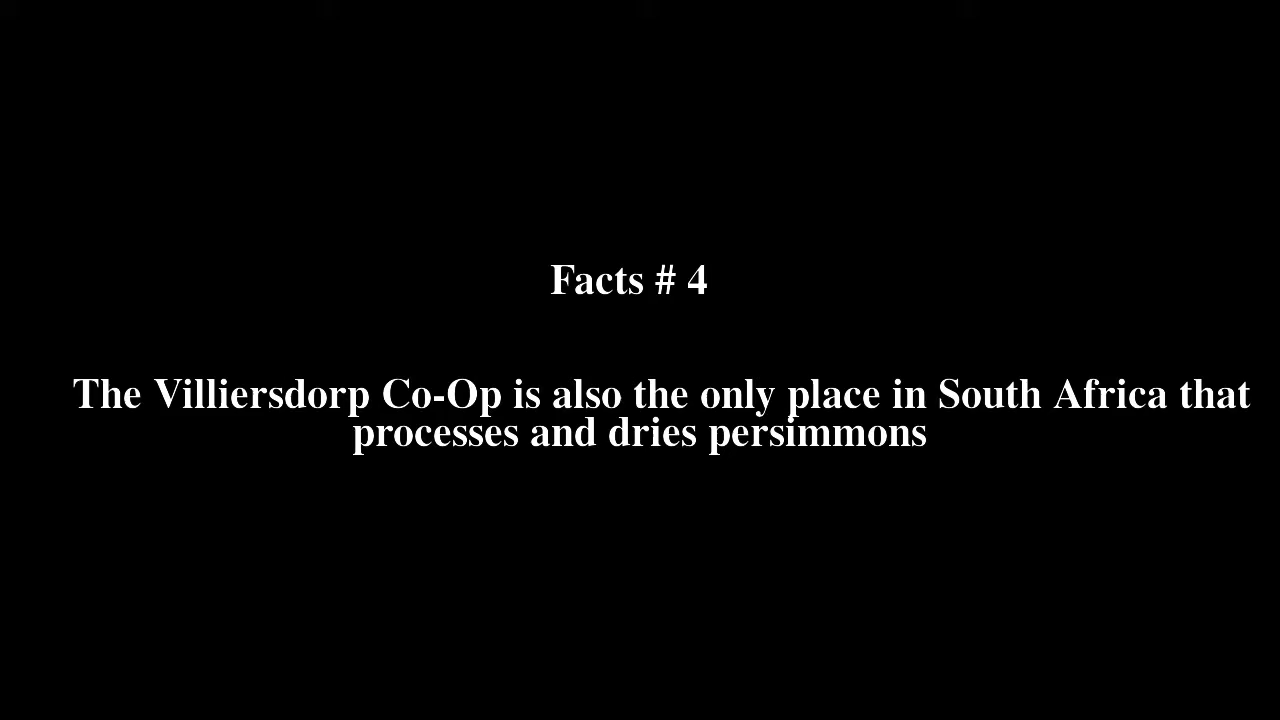 Facts # 4
The Villiersdorp Co-Op is also the only place in South Africa that
processes and dries persimmons